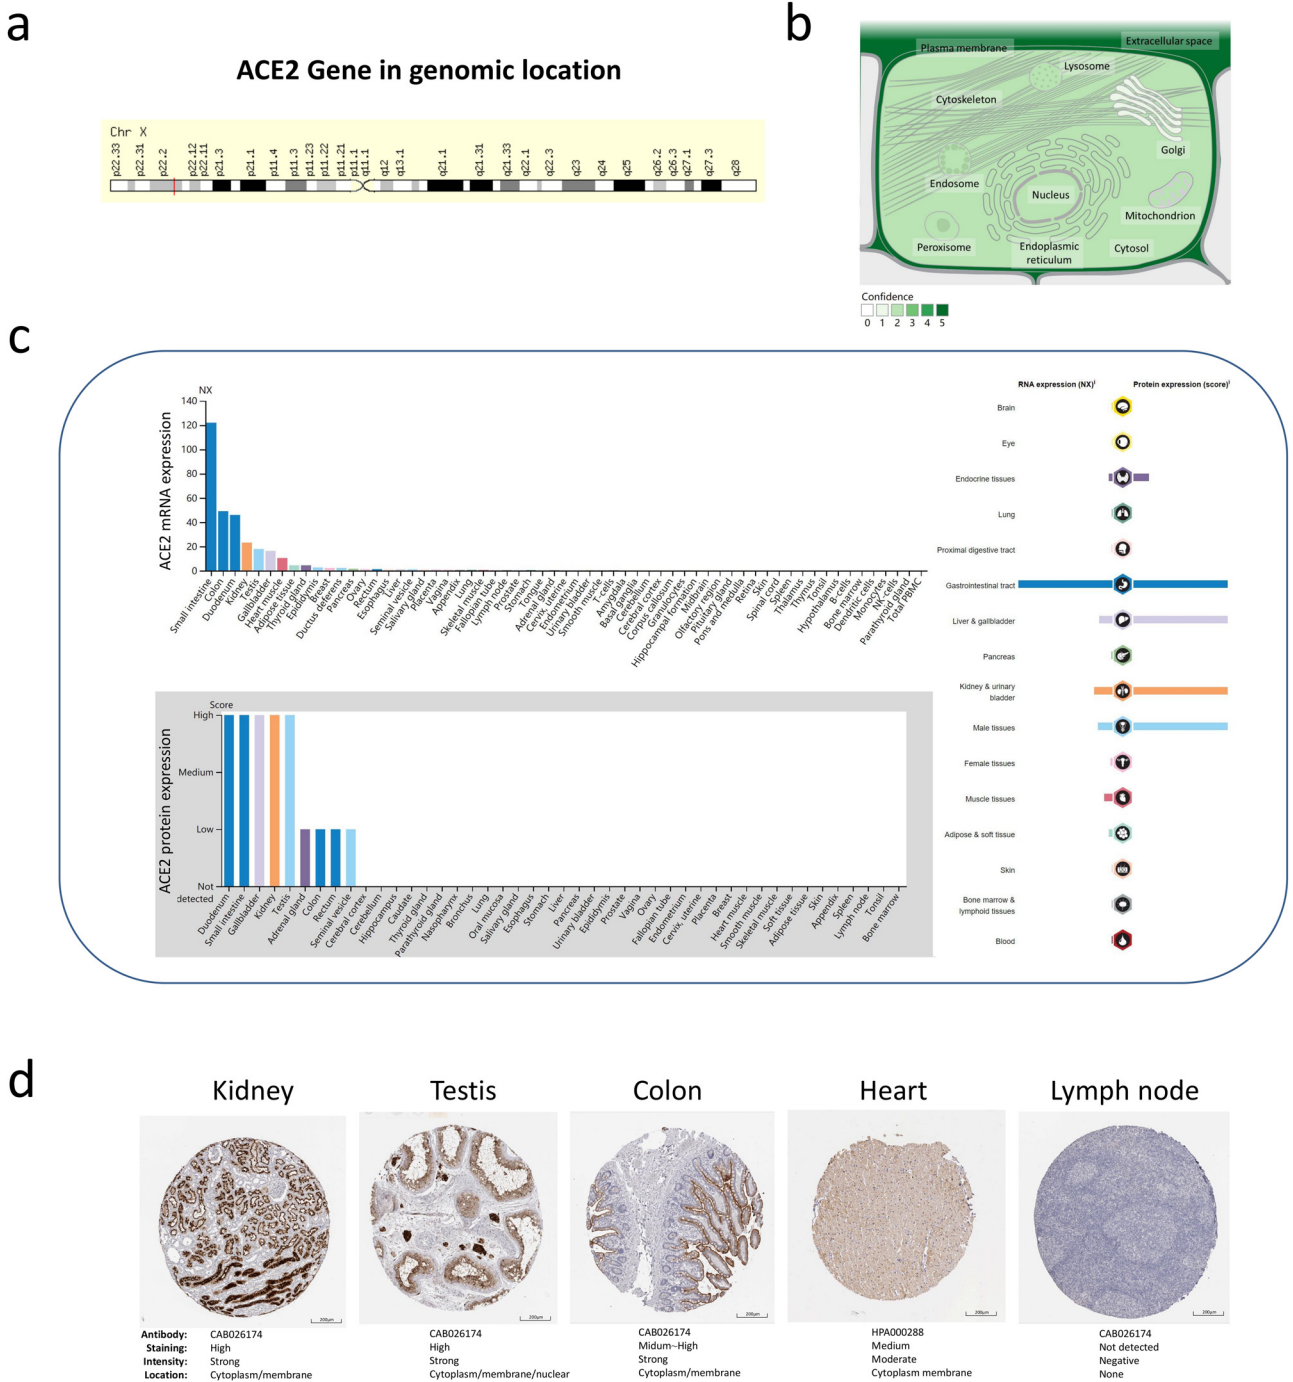 a
ACE2 Gene in genomic location
Chr X
p22.33
p22.31
p22.2
p22.12
p22.11
p21.3
p21.1
p11.4
p11.3
p11.23
p11.22
p11.21
p11.1
q11.1
q12
q13.1
q21.1
q21.31
q21.33
q22.1
q22.3
q23
q24
q25
q26.2
q26.3
q27.1
q27.3
q28
b
Plasma membrane
Extracellular space
Lysosome
Cytoskeleton
Golgi
Endosome
Nucleus
Mitochondrion
Peroxisome
Endoplasmic
reticulum
Cytosol
Confidence
0 1 2 3 4 5
c
ACE2 mRNA expression
NX
140
120
100
80
60
40
20
0
Small intestine
Colon
Duodenum
Kidney
Testis
Gallbladder
Heart muscle
Adipose tissue
Thyroid gland
Epididymis
Breast
Ductus deferens
Pancreas
Ovary
Rectum
Esophagus
Liver
Seminal vesicle
Salivary gland
Placenta
Vagina
Appendix
Lung
Skeletal muscle
Fallopian tube
Lymph node
Prostate
Stomach
Tongue
Adrenal gland
Cervix, uterine
Endometrium
Urinary bladder
Smooth muscle
T-cells
Amygdala
Basal ganglia
Cerebellum
Cerebral cortex
Corpus callosum
Granulocytes
Hippocampal formation
Midbrain
Olfactory region
Pituitary gland
Pons and medulla
Retina
Skin
Spinal cord
Spleen
Thalamus
Thymus
Tonsil
Hypothalamus
B-cells
Bone marrow
Dendritic cells
Monocytes
NK-cells
Parathyroid gland
Total PBMC
ACE2 protein expression
Score
High
Medium
Low
Not
detected
Duodenum
Small intestine
Gallbladder
Kidney
Testis
Adrenal gland
Colon
Rectum
Seminal vesicle
Cerebral cortex
Cerebellum
Hippocampus
Caudate
Thyroid gland
Parathyroid gland
Nasopharynx
Bronchus
Lung
Oral mucosa
Salivary gland
Esophagus
Stomach
Liver
Pancreas
Urinary bladder
Epididymis
Prostate
Vagina
Ovary
Fallopian tube
Endometrium
Cervix, uterine
Placenta
Breast
Heart muscle
Smooth muscle
Skeletal muscle
Soft tissue
Adipose tissue
Skin
Appendix
Spleen
Lymph node
Tonsil
Bone marrow
RNA expression (NX)i Protein expression (score)i
Brain
Eye
Endocrine tissues
Lung
Proximal digestive tract
Gastrointestinal tract
Liver & gallbladder
Pancreas
Kidney & urinary
bladder
Male tissues
Female tissues
Muscle tissues
Adipose & soft tissue
Skin
Bone marrow &
lymphoid tissues
Blood
d
Kidney Testis Colon Heart Lymph node
200μm 200μm 200μm 200μm 200μm
Antibody: CAB026174 CAB026174 CAB026174 HPA000288 CAB026174
Staining: High High Midum~High Medium Not detected
Intensity: Strong Strong Strong Moderate Negative
Location: Cytoplasm/membrane Cytoplasm/membrane/nuclear Cytoplasm/membrane Cytoplasm membrane None